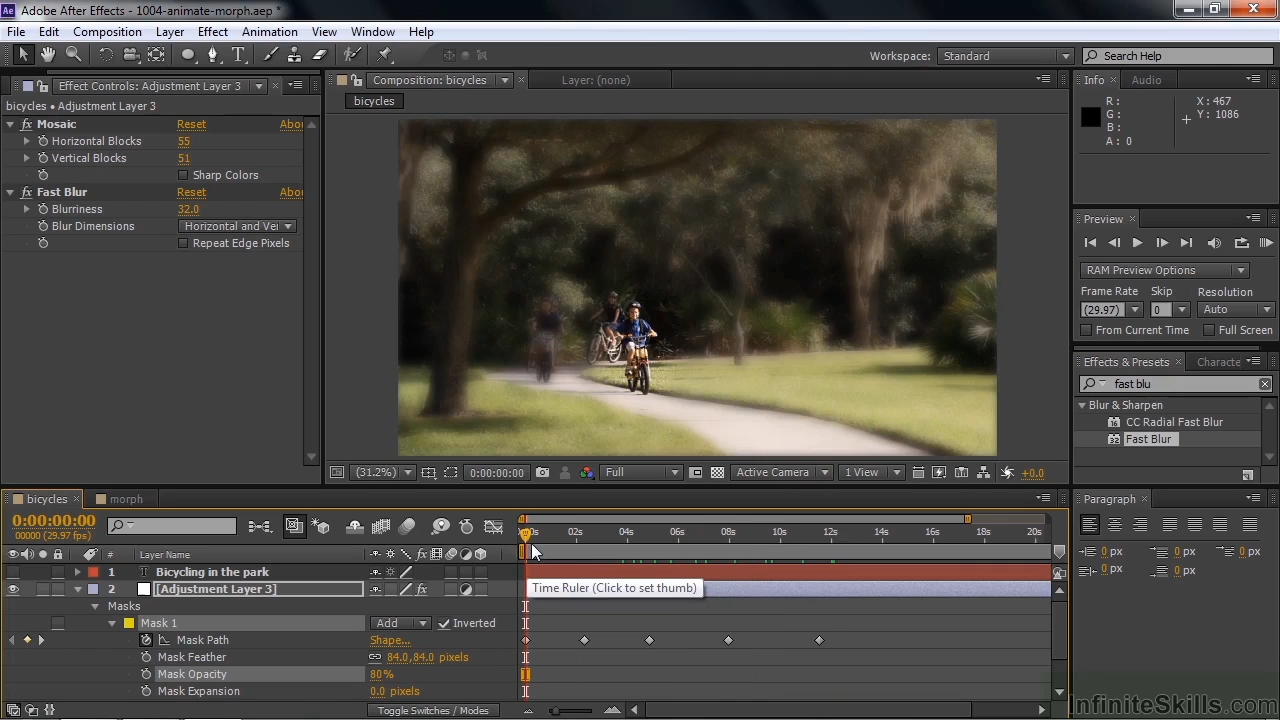 Adobe After Effects - 1004-animate-morph.aep *
File Edit Composition Layer Effect Animation View Window Help
Workspace: Standard Search Help
Effect Controls: Adjustment Layer 3
bicycles • Adjustment Layer 3
Mosaic Reset Abou
Horizontal Blocks 55
Vertical Blocks 51
Sharp Colors
Fast Blur Reset Abou
Blurriness 32.0
Blur Dimensions Horizontal and Ver
Repeat Edge Pixels
Composition: bicycles Layer: (none)
bicycles
(31.2%) 0:00:00:00 Full Active Camera 1 View +0.0
Info Audio
R: X: 467
G: Y: 1086
B:
A: 0
Preview
RAM Preview Options
Frame Rate Skip Resolution
(29.97) 0 Auto
From Current Time Full Screen
Effects & Presets Characte
fast blu
Blur & Sharpen
16 CC Radial Fast Blur
32 Fast Blur
Paragraph
0 px 0 px
0 px 0 px
bicycles morph
0:00:00:00
00000 (29.97 fps)
02s 04s 06s 08s 10s 12s 14s 16s 18s 20s
# Layer Name
1 T Bicycling in the park
2 [Adjustment Layer 3]
Masks
Mask 1 Add Inverted
Mask Path Shape...
Mask Feather 84.0,84.0 pixels
Mask Opacity 80%
Mask Expansion 0.0 pixels
Toggle Switches / Modes
Time Ruler (Click to set thumb)
InfiniteSkills.com